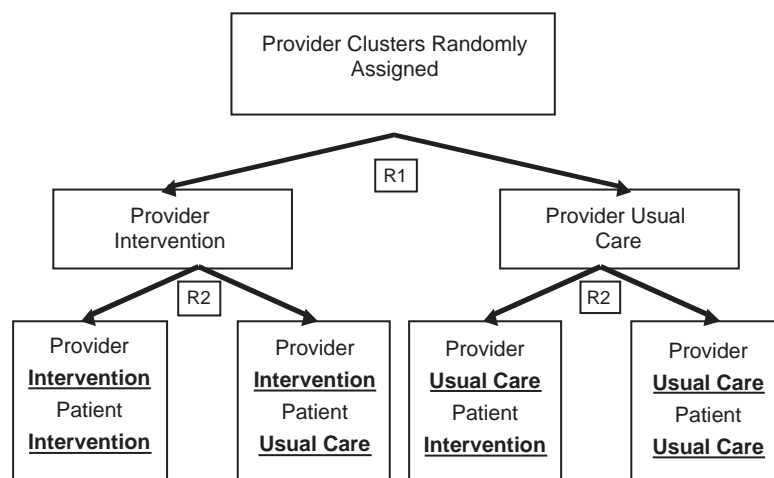 Provider Clusters Randomly
Assigned
R1
Provider
Intervention
Provider Usual
Care
R2
R2
Provider
Intervention
Patient
Intervention
Provider
Intervention
Patient
Usual Care
Provider
Usual Care
Patient
Intervention
Provider
Usual Care
Patient
Usual Care